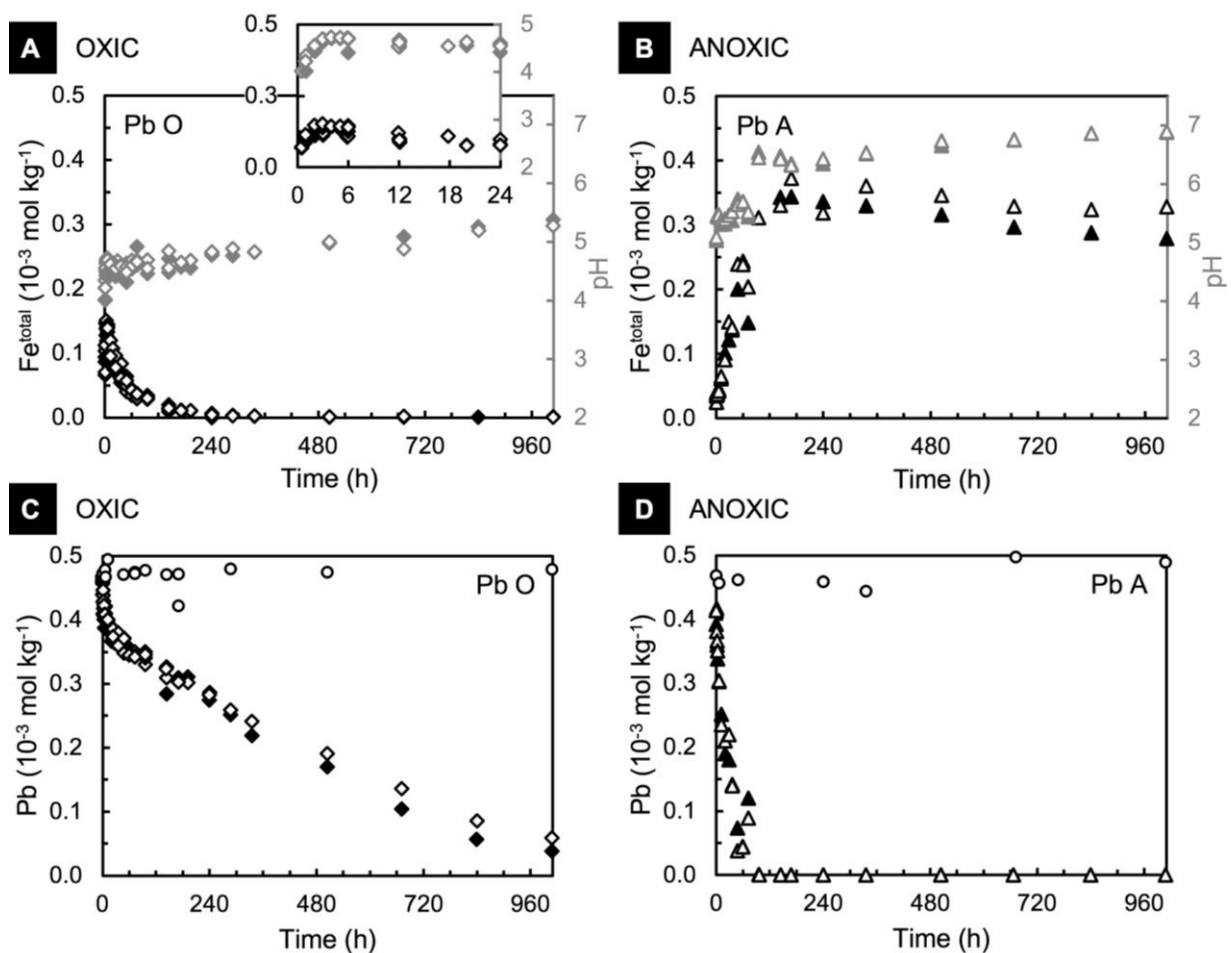 A OXIC
0.5 5
4
0.3 3
0.0 2
0 6 12 18 24
0.5
0.4
0.3
0.2
0.1
0.0
Fe^total (10^-3 mol kg^-1)
Pb O
7
6
5
4
3
2
pH
0 240 480 720 960
Time (h)
B ANOXIC
0.5
0.4
0.3
0.2
0.1
0.0
Fe^total (10^-3 mol kg^-1)
Pb A
7
6
5
4
3
2
pH
0 240 480 720 960
Time (h)
C OXIC
0.5
0.4
0.3
0.2
0.1
0.0
Pb (10^-3 mol kg^-1)
Pb O
0 240 480 720 960
Time (h)
D ANOXIC
0.5
0.4
0.3
0.2
0.1
0.0
Pb (10^-3 mol kg^-1)
Pb A
0 240 480 720 960
Time (h)